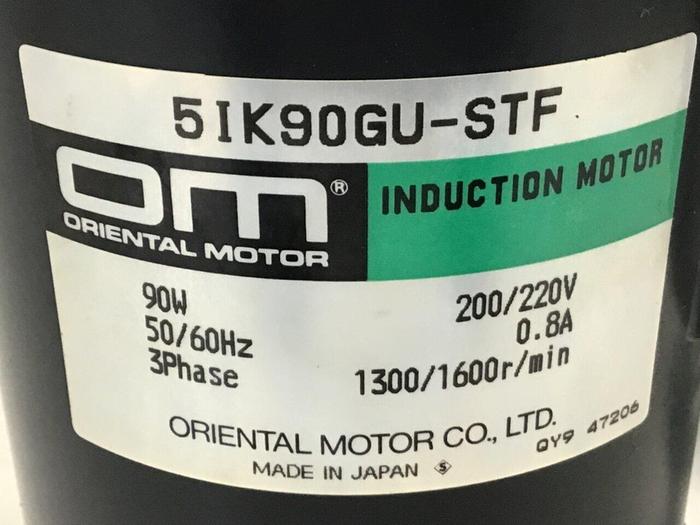 5IK90GU-STF
om®
ORIENTAL MOTOR
INDUCTION MOTOR
90W
200/220V
50/60Hz
0.8A
3Phase
1300/1600r/min
ORIENTAL MOTOR CO., LTD.
QY9 47206
MADE IN JAPAN S